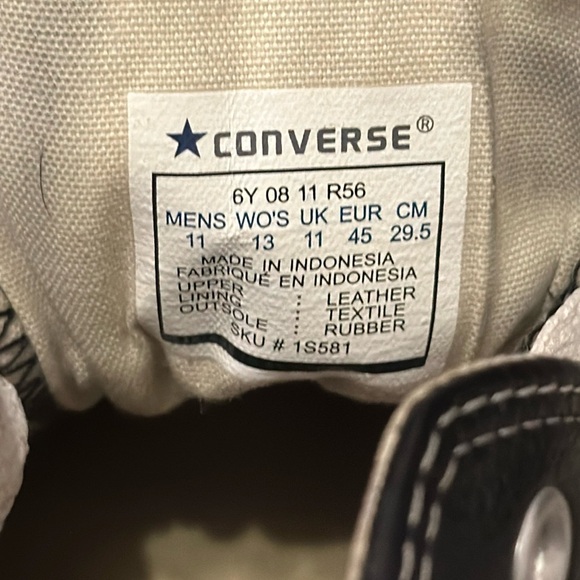 ★CONVERSE®
6Y 08 11 R56
MENS WO'S UK EUR CM
11 13 11 45 29.5
MADE IN INDONESIA
FABRIQUÉ EN INDONESIA
UPPER : LEATHER
LINING : TEXTILE
OUTSOLE : RUBBER
SKU # 1S581